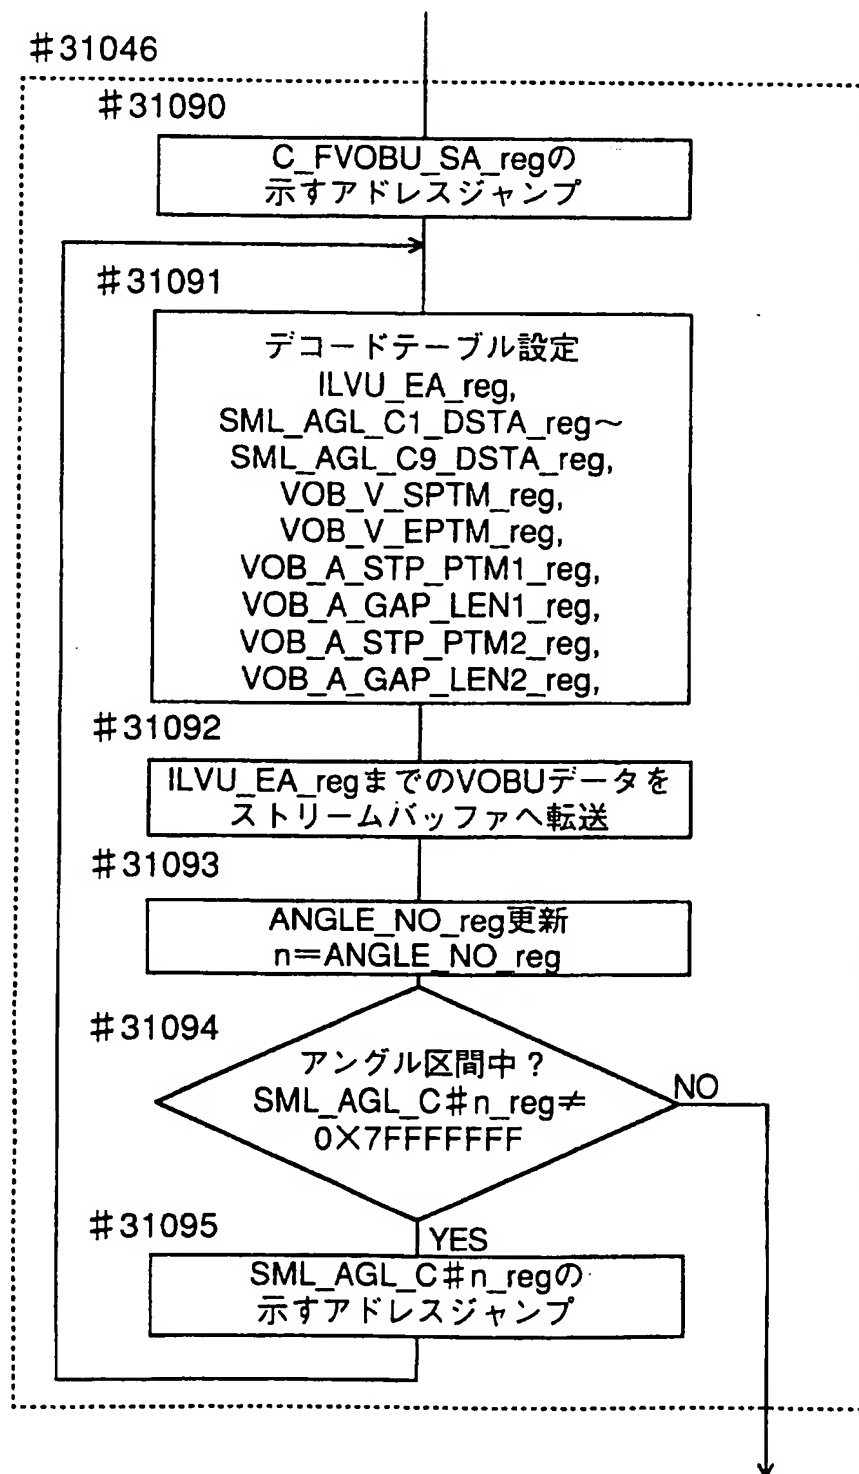 #31046
#31090
C_FVOBU_SA_regの
示すアドレスジャンプ
#31091
デコードテーブル設定
ILVU_EA_reg,
SML_AGL_C1_DSTA_reg~
SML_AGL_C9_DSTA_reg,
VOB_V_SPTM_reg,
VOB_V_EPTM_reg,
VOB_A_STP_PTM1_reg,
VOB_A_GAP_LEN1_reg,
VOB_A_STP_PTM2_reg,
VOB_A_GAP_LEN2_reg,
#31092
ILVU_EA_regまでのVOBUデータを
ストリームバッファへ転送
#31093
ANGLE_NO_reg更新
n=ANGLE_NO_reg
#31094
アングル区間中?
SML_AGL_C#n_reg≠
0X7FFFFFFF
NO
#31095
YES
SML_AGL_C#n_regの
示すアドレスジャンプ